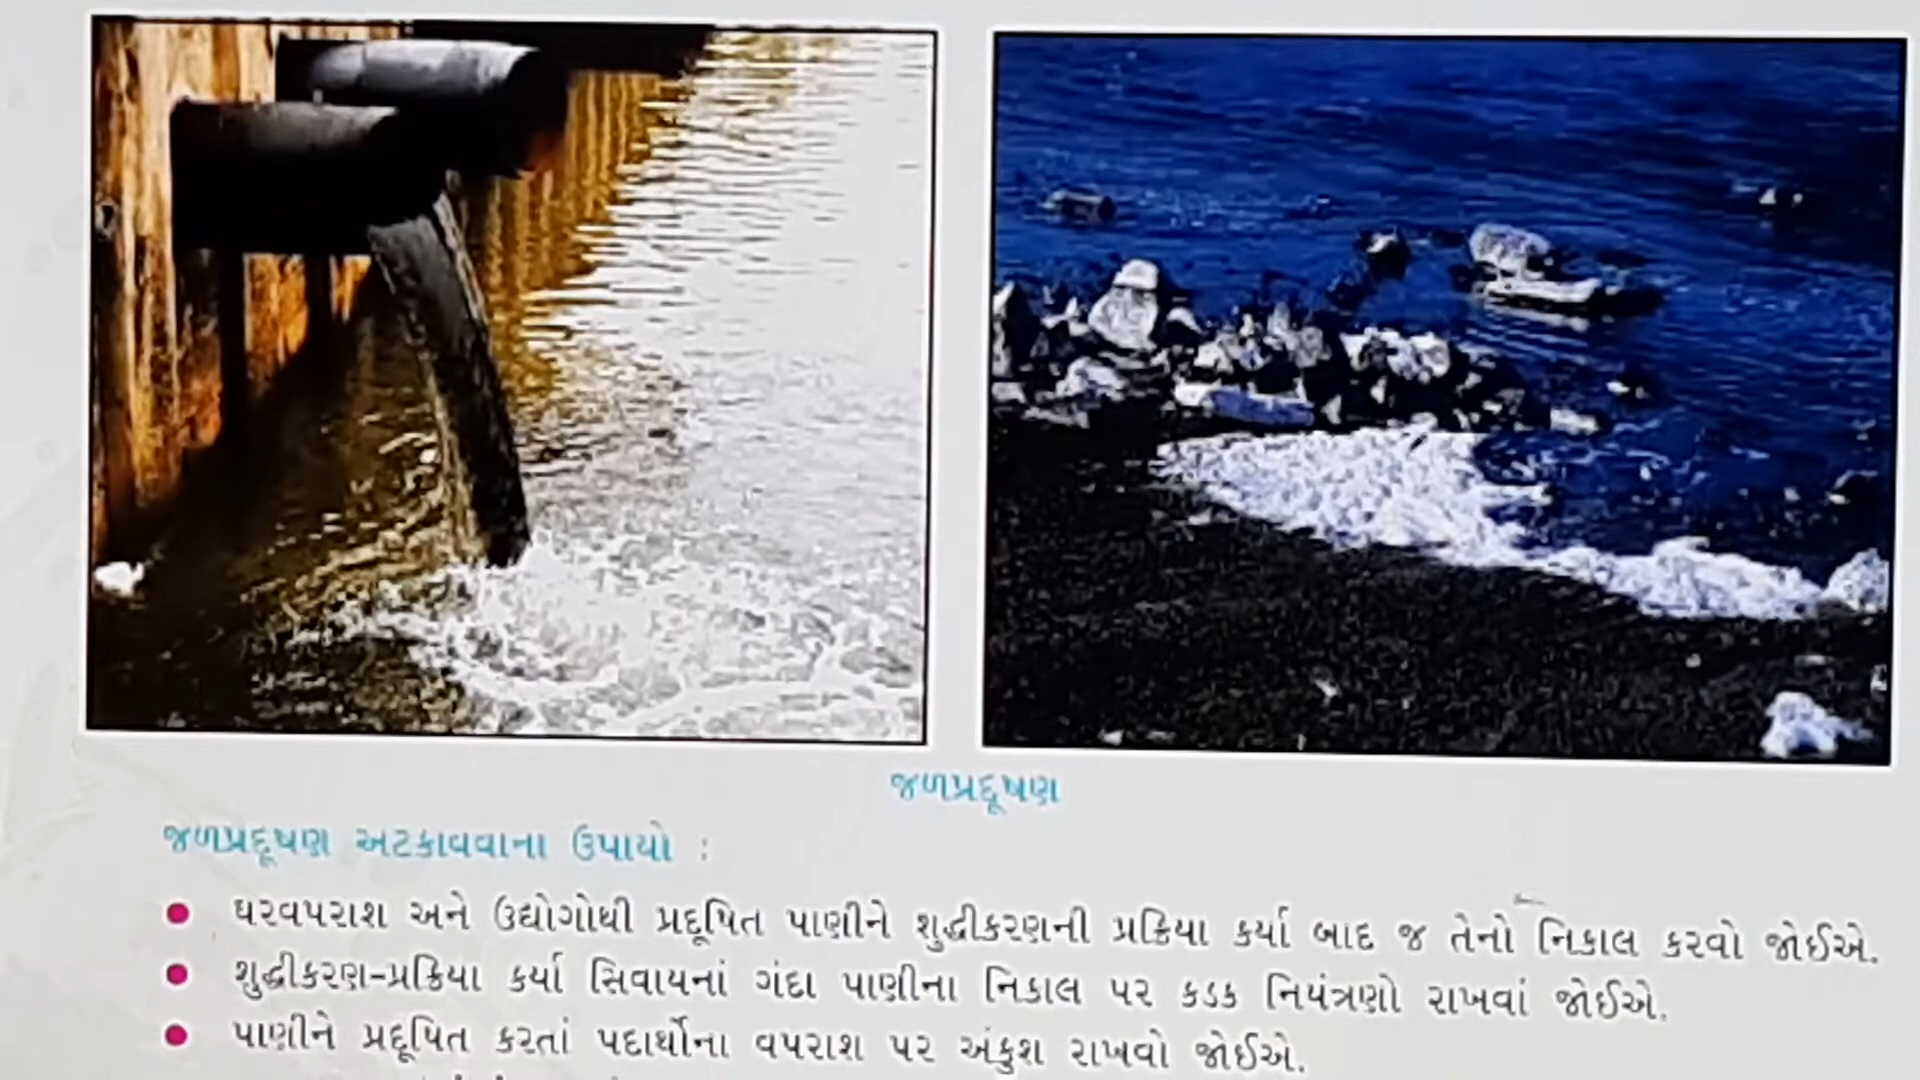 જળપ્રદૂષણ
જળપ્રદૂષણ અટકાવવાના ઉપાયો :
● ઘરવપરાશ અને ઉદ્યોગોથી પ્રદૂષિત પાણીને શુદ્ધીકરણની પ્રક્રિયા કર્યા બાદ જ તેનો નિકાલ કરવો જોઈએ.
● શુદ્ધીકરણ-પ્રક્રિયા કર્યા સિવાયનાં ગંદા પાણીના નિકાલ પર કડક નિયંત્રણો રાખવાં જોઈએ.
● પાણીને પ્રદૂષિત કરતાં પદાર્થોના વપરાશ પર અંકુશ રાખવો જોઈએ.